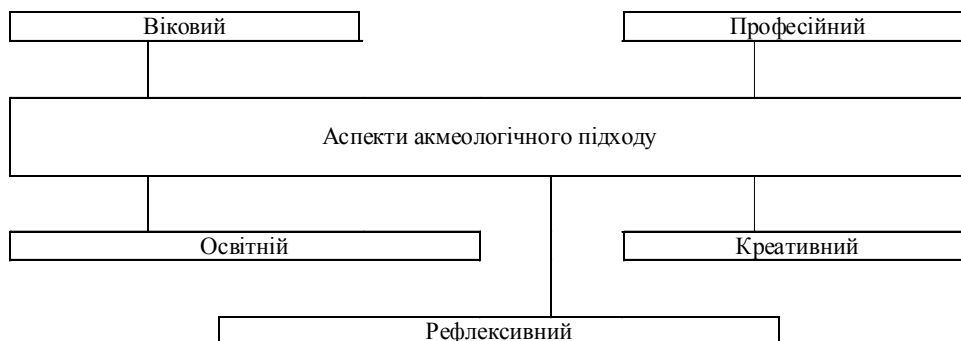 Віковий
Професійний
Аспекти акмеологічного підходу
Освітній
Креативний
Рефлексивний